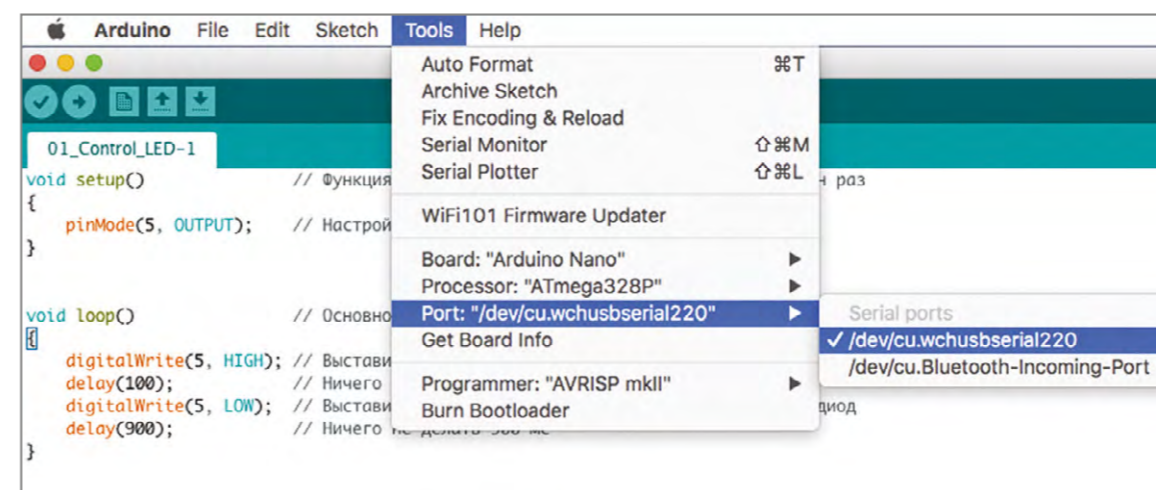 Arduino File Edit Sketch Tools Help
Auto Format ⌘T
Archive Sketch
Fix Encoding & Reload
Serial Monitor ⇧⌘M
Serial Plotter ⇧⌘L
WiFi101 Firmware Updater
Board: "Arduino Nano"
Processor: "ATmega328P"
Port: "/dev/cu.wchusbserial220"
Get Board Info
Programmer: "AVRISP mkII"
Burn Bootloader
Serial ports
✓ /dev/cu.wchusbserial220
/dev/cu.Bluetooth-Incoming-Port
01_Control_LED-1
void setup() // Функция раз
{
pinMode(5, OUTPUT); // Настрой
}
void loop() // Основно
{
digitalWrite(5, HIGH); // Выстави
delay(100); // Ничего
digitalWrite(5, LOW); // Выстави диод
delay(900); // Ничего
}